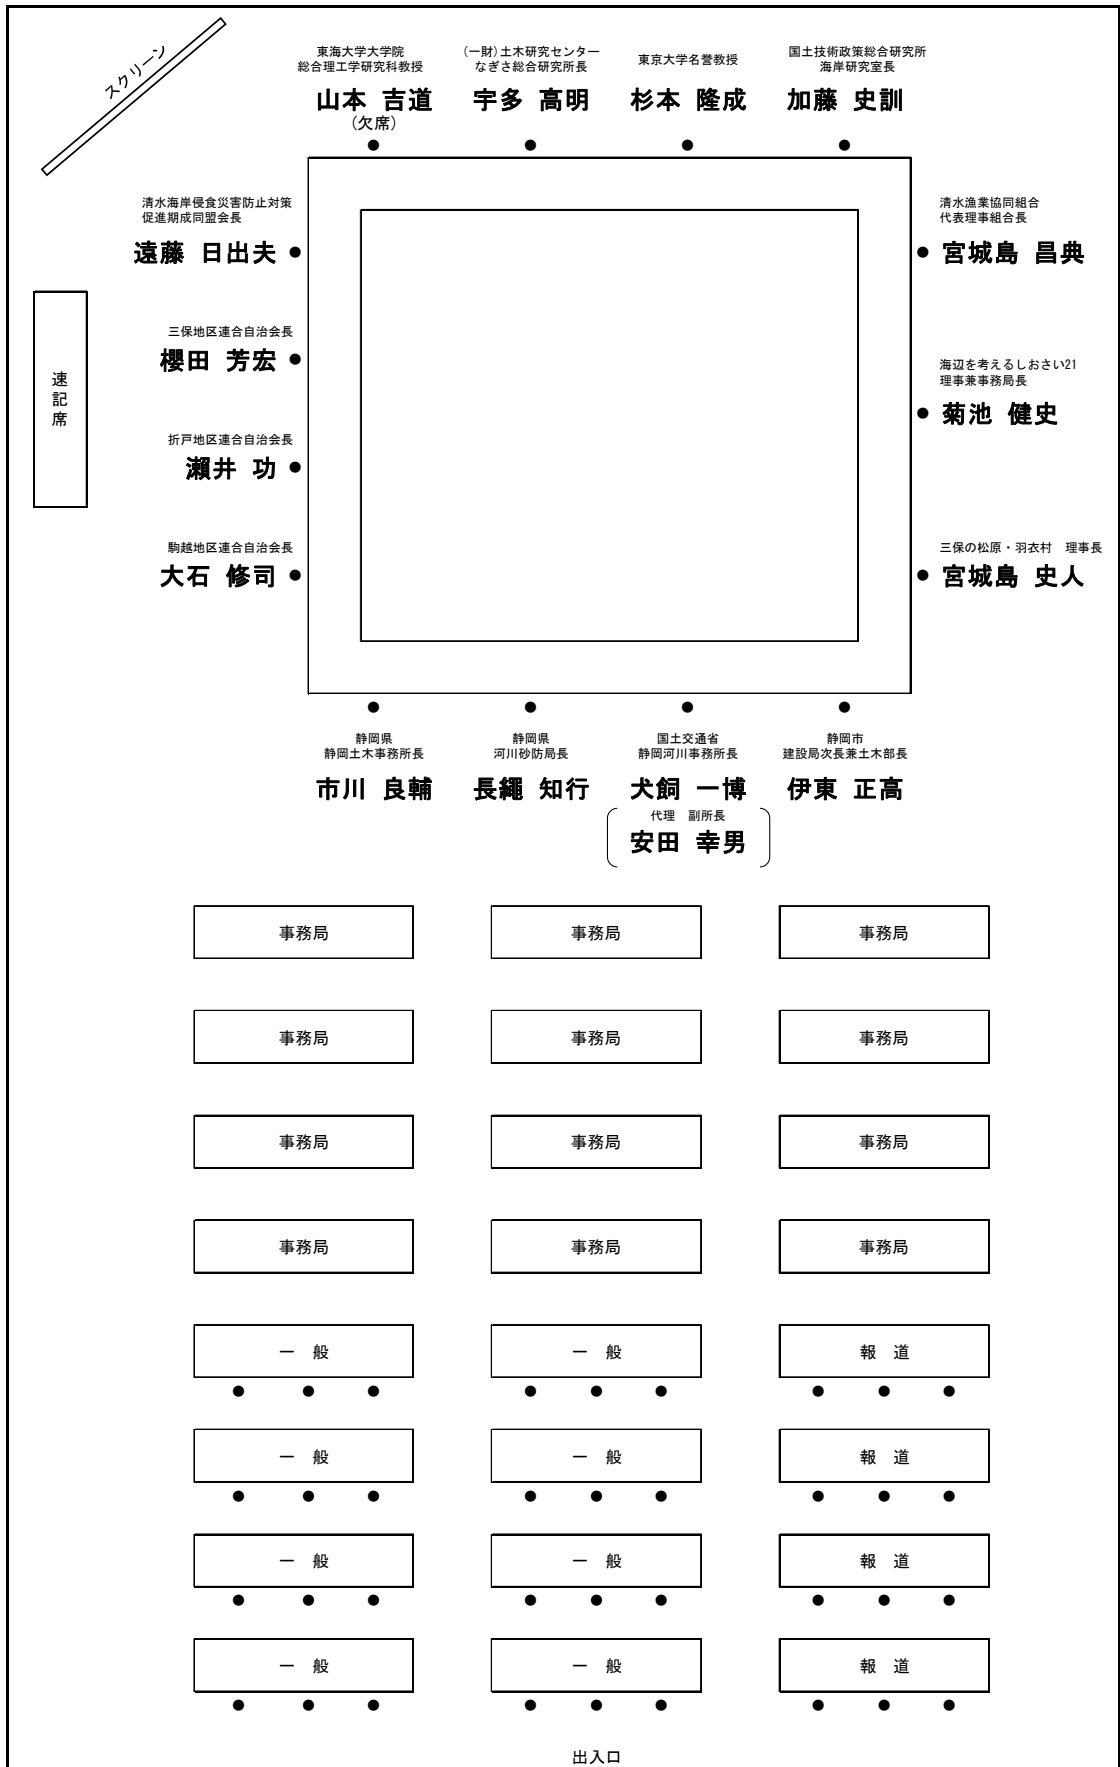 スクリーン
東海大学大学院
総合理工学研究科教授
山本 吉道
(欠席)
(一財)土木研究センター
なぎさ総合研究所長
宇多 高明
東京大学名誉教授
杉本 隆成
国土技術政策総合研究所
海岸研究室長
加藤 史訓
清水海岸侵食災害防止対策
促進期成同盟会長
遠藤 日出夫
三保地区連合自治会長
櫻田 芳宏
折戸地区連合自治会長
瀬井 功
駒越地区連合自治会長
大石 修司
速記席
清水漁業協同組合
代表理事組合長
宮城島 昌典
海辺を考えるしおさい21
理事兼事務局長
菊池 健史
三保の松原・羽衣村 理事長
宮城島 史人
静岡県
静岡土木事務所長
市川 良輔
静岡県
河川砂防局長
長縄 知行
国土交通省
静岡河川事務所長
犬飼 一博
代理 副所長
安田 幸男
静岡市
建設局次長兼土木部長
伊東 正高
事務局 事務局 事務局
事務局 事務局 事務局
事務局 事務局 事務局
事務局 事務局 事務局
一 般 一 般 報 道
一 般 一 般 報 道
一 般 一 般 報 道
一 般 一 般 報 道
出入口